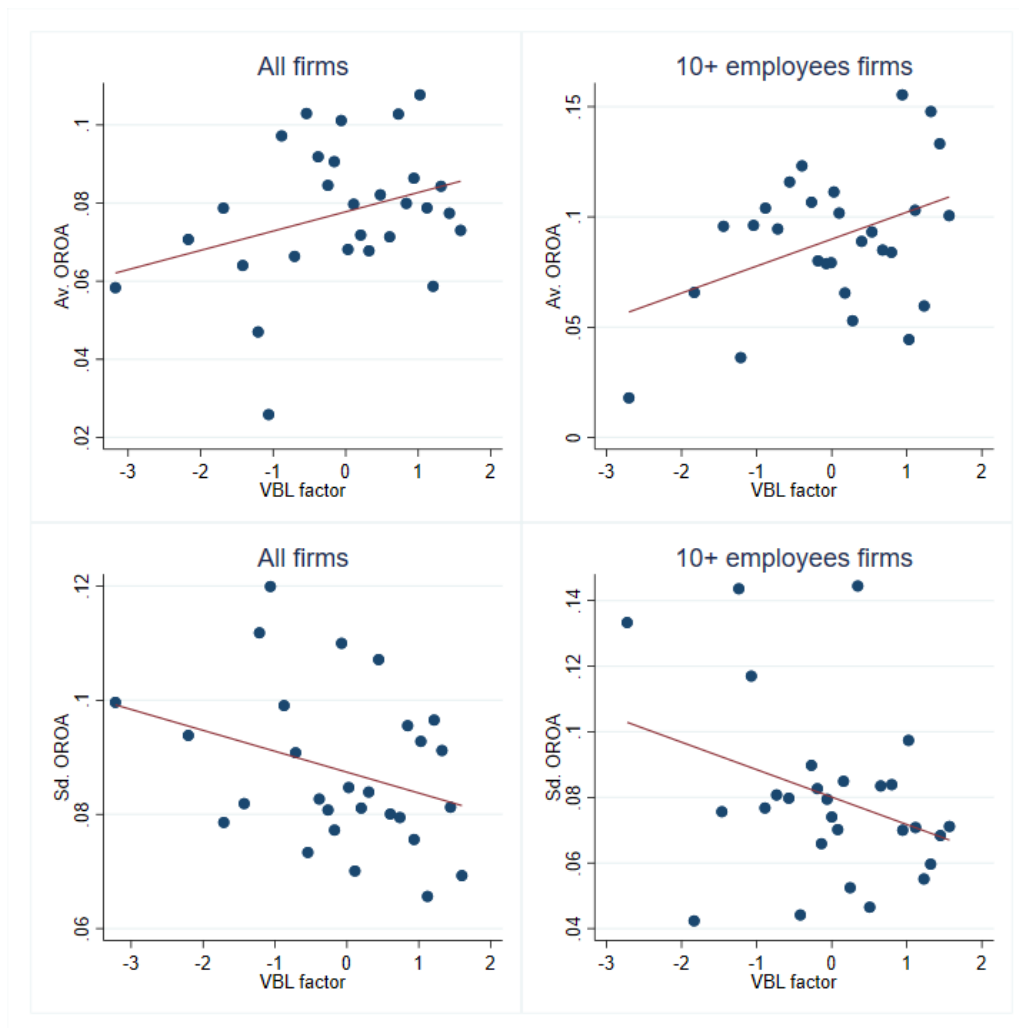 All firms
Av. OROA
.1
.08
.06
.04
.02
-3 -2 -1 0 1 2
VBL factor
10+ employees firms
Av. OROA
.15
.1
.05
0
-3 -2 -1 0 1 2
VBL factor
All firms
Sd. OROA
.12
.1
.08
.06
-3 -2 -1 0 1 2
VBL factor
10+ employees firms
Sd. OROA
.14
.12
.1
.08
.06
.04
-3 -2 -1 0 1 2
VBL factor